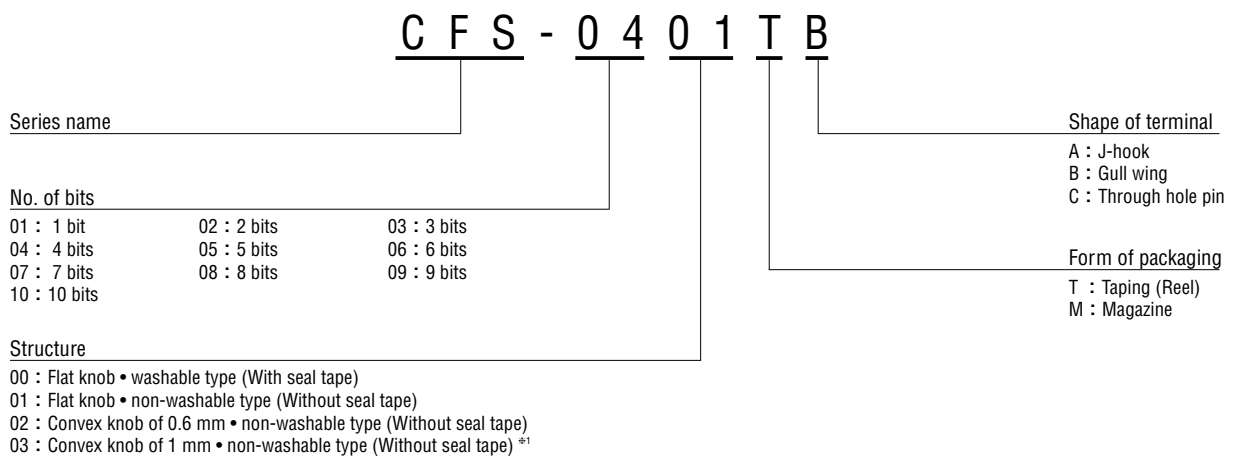 CFS-0401TB
Series name
No. of bits
01：1 bit 02：2 bits 03：3 bits
04：4 bits 05：5 bits 06：6 bits
07：7 bits 08：8 bits 09：9 bits
10：10 bits
Structure
00：Flat knob • washable type (With seal tape)
01：Flat knob • non-washable type (Without seal tape)
02：Convex knob of 0.6 mm • non-washable type (Without seal tape)
03：Convex knob of 1 mm • non-washable type (Without seal tape) ※1
Shape of terminal
A：J-hook
B：Gull wing
C：Through hole pin
Form of packaging
T：Taping (Reel)
M：Magazine